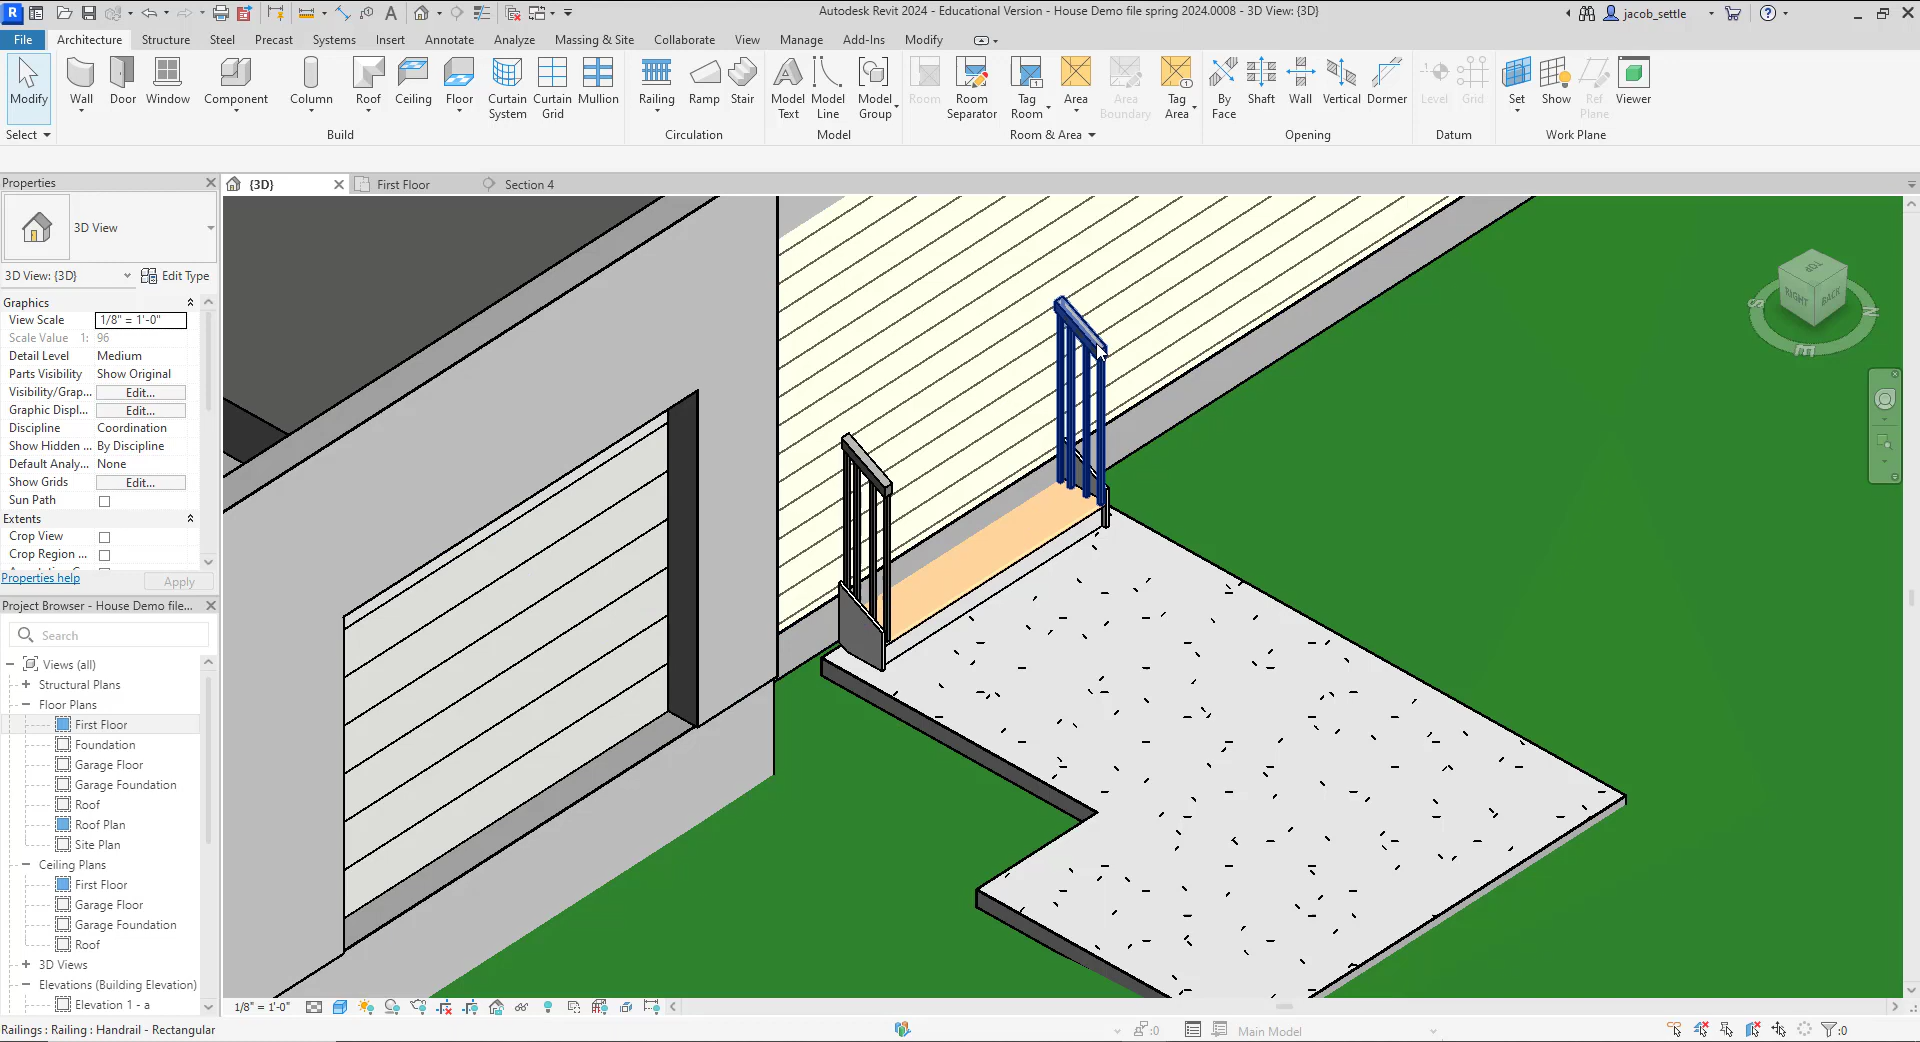 Autodesk Revit 2024 - Educational Version - House Demo file spring 2024.0008 - 3D View: {3D}
jacob_settle
File Architecture Structure Steel Precast Systems Insert Annotate Analyze Massing & Site Collaborate View Manage Add-Ins Modify
Modify Wall Door Window Component Column Roof Ceiling Floor Curtain System Curtain Grid Mullion Railing Ramp Stair Model Text Model Line Model Group Room Room Separator Tag Room Area Area Boundary Tag Area By Face Shaft Wall Vertical Dormer Level Grid Set Show Ref Plane Viewer
Select Build Circulation Model Room & Area Opening Datum Work Plane
Properties
{3D} First Floor Section 4
3D View
3D View: {3D} Edit Type
Graphics
View Scale 1/8" = 1'-0"
Scale Value 1: 96
Detail Level Medium
Parts Visibility Show Original
Visibility/Grap... Edit...
Graphic Displ... Edit...
Discipline Coordination
Show Hidden ... By Discipline
Default Analy... None
Show Grids Edit...
Sun Path
Extents
Crop View
Crop Region ...
Properties help Apply
Project Browser - House Demo file...
Search
Views (all)
Structural Plans
Floor Plans
First Floor
Foundation
Garage Floor
Garage Foundation
Roof
Roof Plan
Site Plan
Ceiling Plans
First Floor
Garage Floor
Garage Foundation
Roof
3D Views
Elevations (Building Elevation)
Elevation 1 - a
TOP
RIGHT
BACK
S
N
E
1/8" = 1'-0"
Railings : Railing : Handrail - Rectangular
:0
Main Model
:0